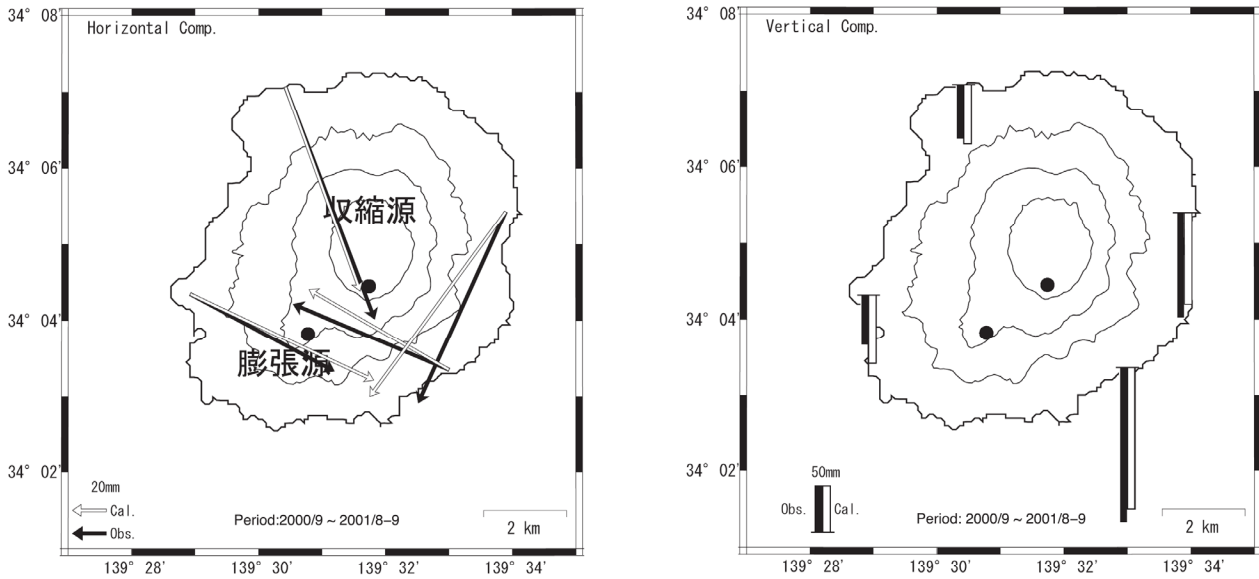 Horizontal Comp.
34° 08'
34° 06'
34° 04'
34° 02'
収縮源
膨張源
20mm
Cal.
Obs.
Period:2000/9 ~ 2001/8-9
2 km
139° 28'
139° 30'
139° 32'
139° 34'
Vertical Comp.
34° 08'
34° 06'
34° 04'
34° 02'
50mm
Obs.
Cal.
Period: 2000/9 ~ 2001/8-9
2 km
139° 28'
139° 30'
139° 32'
139° 34'